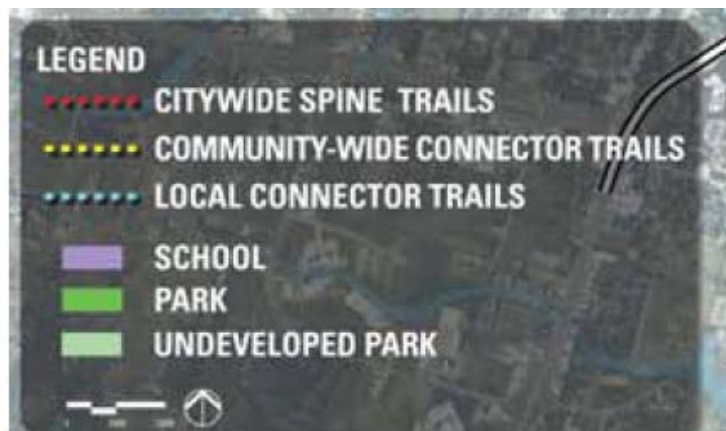 LEGEND
CITYWIDE SPINE TRAILS
COMMUNITY-WIDE CONNECTOR TRAILS
LOCAL CONNECTOR TRAILS
SCHOOL
PARK
UNDEVELOPED PARK